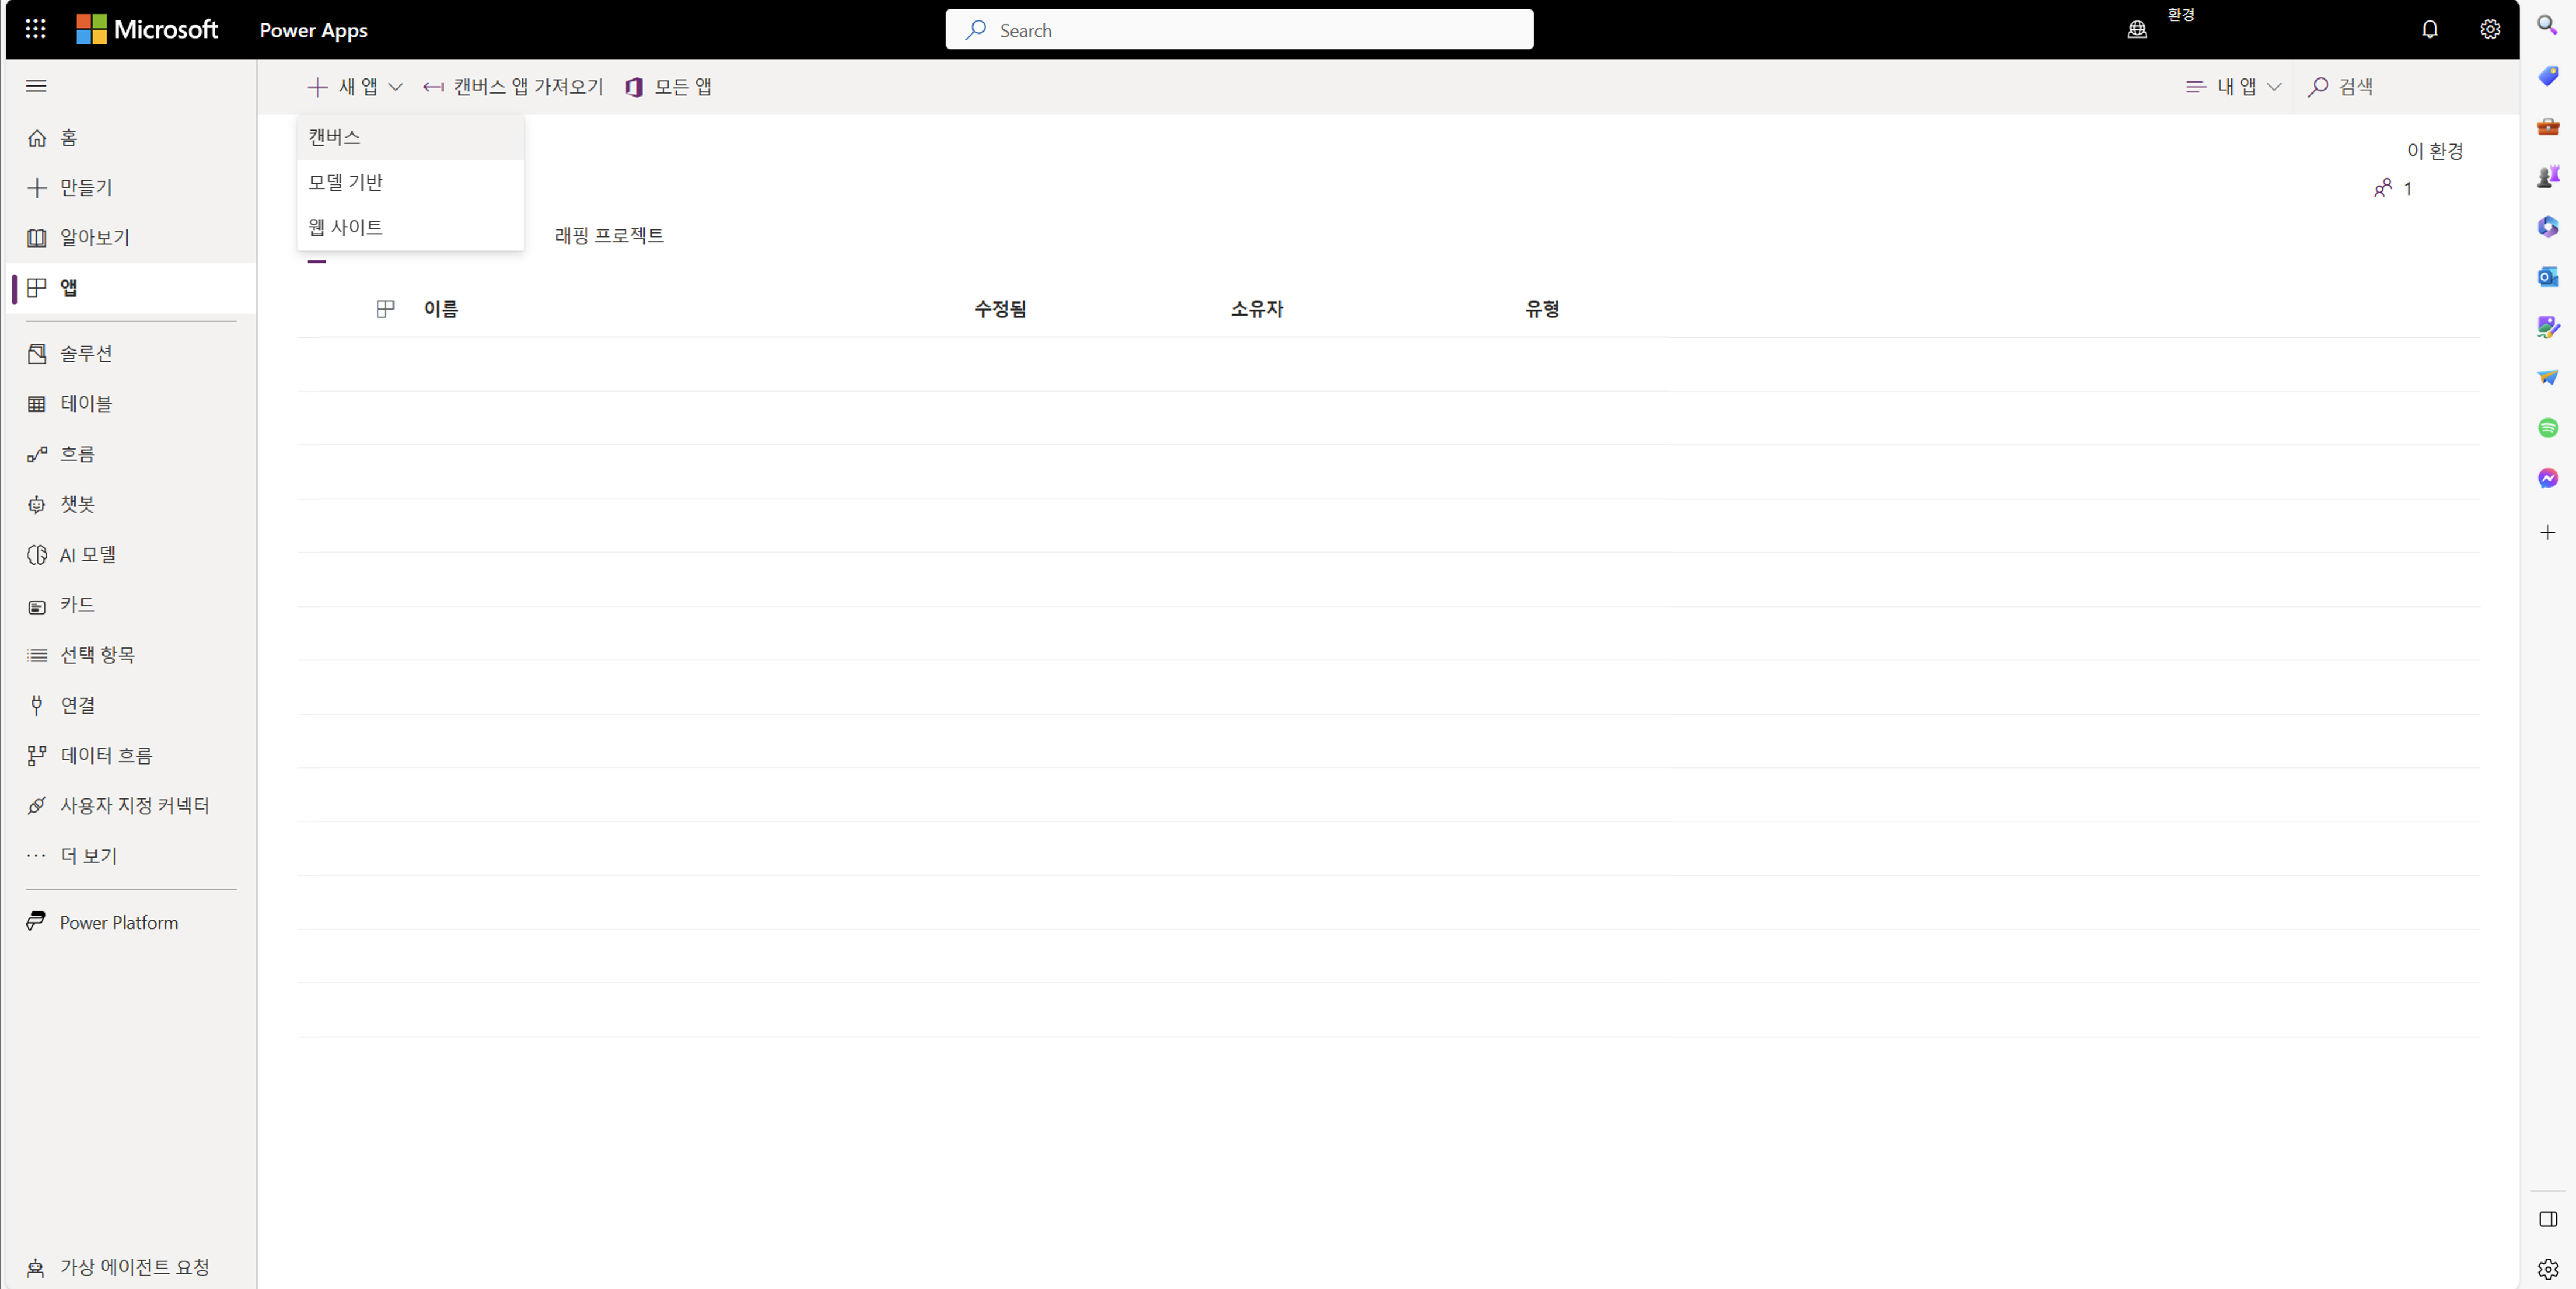 Microsoft Power Apps Search 환경
새 앱 캔버스 앱 가져오기 모든 앱 내 앱 검색
캔버스
모델 기반
웹 사이트
이 환경
1
래핑 프로젝트
이름 수정됨 소유자 유형
홈
만들기
알아보기
앱
솔루션
테이블
흐름
챗봇
AI 모델
카드
선택 항목
연결
데이터 흐름
사용자 지정 커넥터
더 보기
Power Platform
가상 에이전트 요청